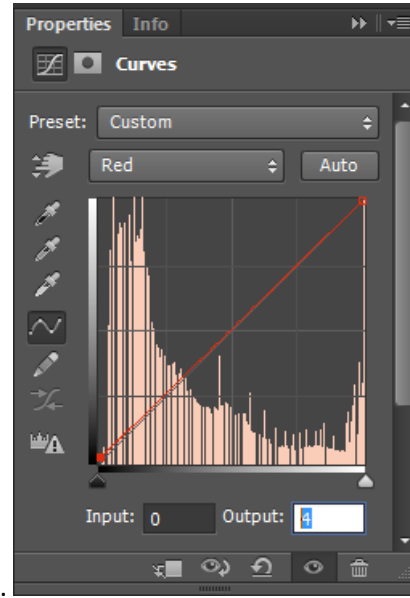 Properties Info
Curves
Preset: Custom
Red Auto
Input: 0 Output: 4
.